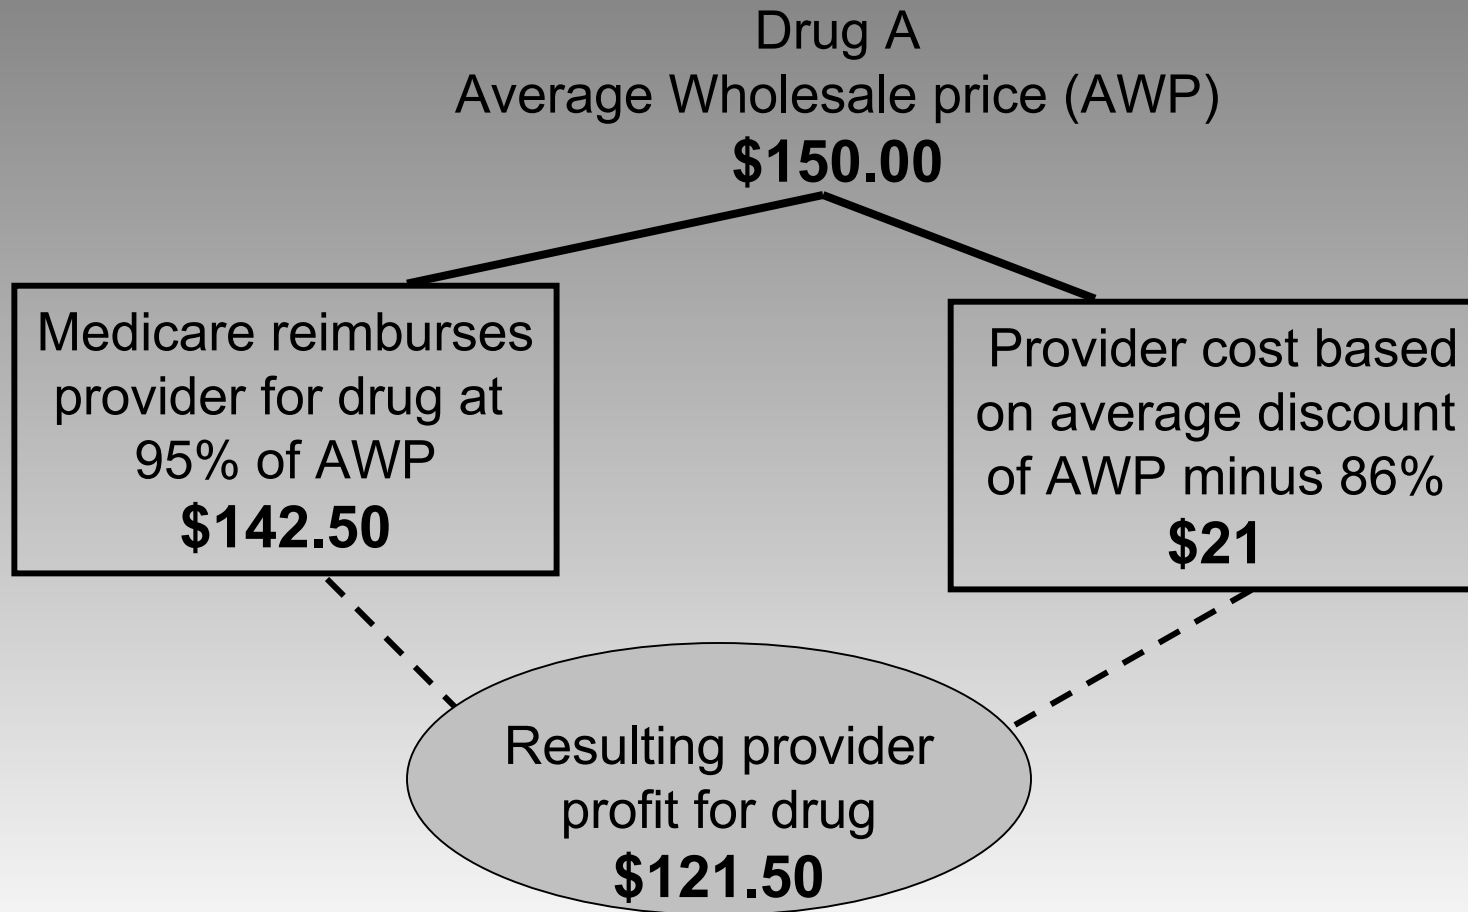 Drug A
Average Wholesale price (AWP)
$150.00
Medicare reimburses
provider for drug at
95% of AWP
$142.50
Provider cost based
on average discount
of AWP minus 86%
$21
Resulting provider
profit for drug
$121.50